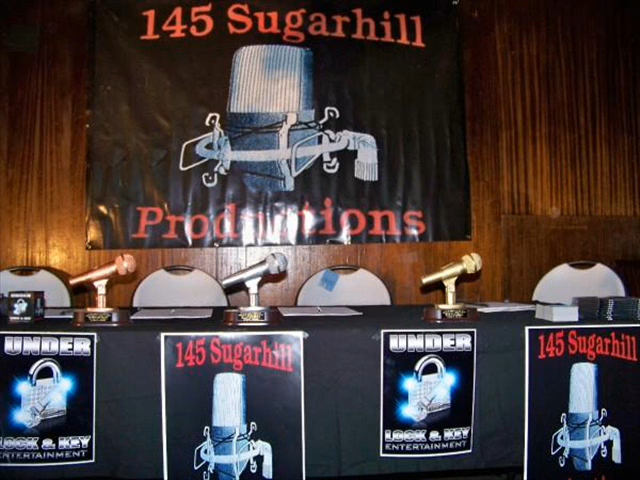 145 Sugarhill
Productions
UNDER
LOCK & KEY
ENTERTAINMENT
145 Sugarhill
UNDER
LOCK & KEY
ENTERTAINMENT
145 Sugarhill